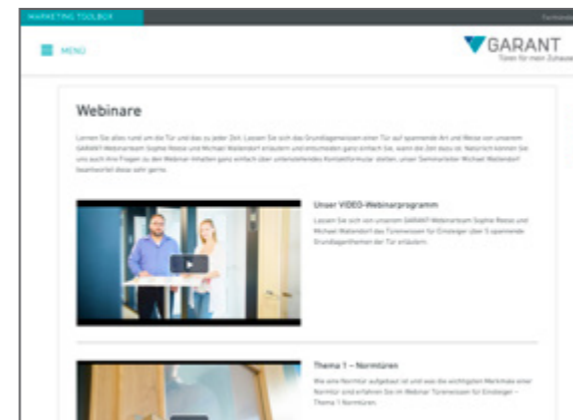 MARKETING TOOLBOX
MENÜ
GARANT
Türen für mein Zuhause
Webinare
Lernen Sie alles rund um die Tür und das zu jeder Zeit. Lassen Sie sich das Grundlagenwissen einer Tür auf spannende Art und Weise von unserem
GARANT-Webinarteam Sophie Reese und Michael Wallendorf erläutern und entscheiden ganz einfach Sie, wann die Zeit dazu ist. Natürlich können Sie
uns auch Ihre Fragen zu den Webinar-Inhalten ganz einfach über untenstehendes Kontaktformular stellen, unser Seminarleiter Michael Wallendorf
beantwortet diese sehr gerne.
Unser VIDEO-Webinarprogramm
Lassen Sie sich von unserem GARANT-Webinarteam Sophie Reese und
Michael Wallendorf das Türenwissen für Einsteiger über 5 spannende
Grundlagenthemen der Tür erläutern.
Thema 1 – Normtüren
Wie eine Normtür aufgebaut ist und was die wichtigsten Merkmale einer
Normtür sind erfahren Sie im Webinar Türenwissen für Einsteiger –
Thema 1 Normtüren.